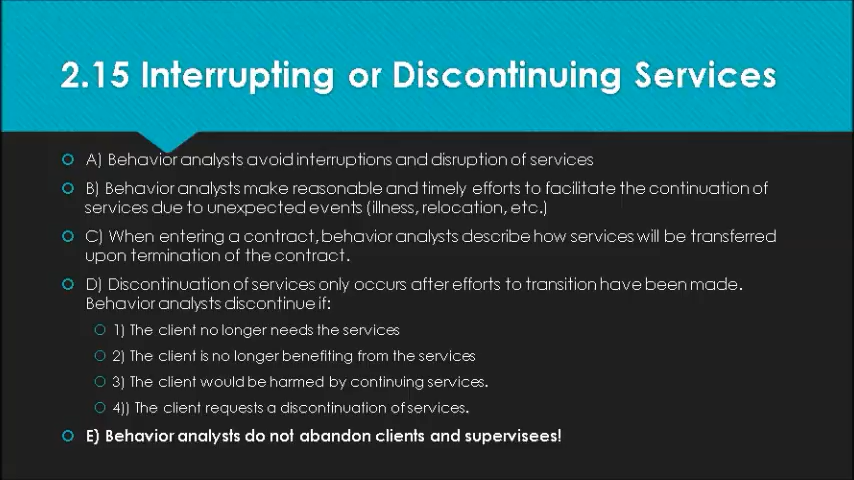 2.15 Interrupting or Discontinuing Services
A) Behavior analysts avoid interruptions and disruption of services
B) Behavior analysts make reasonable and timely efforts to facilitate the continuation of
services due to unexpected events (illness, relocation, etc.)
C) When entering a contract, behavior analysts describe how services will be transferred
upon termination of the contract.
D) Discontinuation of services only occurs after efforts to transition have been made.
Behavior analysts discontinue if:
1) The client no longer needs the services
2) The client is no longer benefiting from the services
3) The client would be harmed by continuing services.
4)) The client requests a discontinuation of services.
E) Behavior analysts do not abandon clients and supervisees!